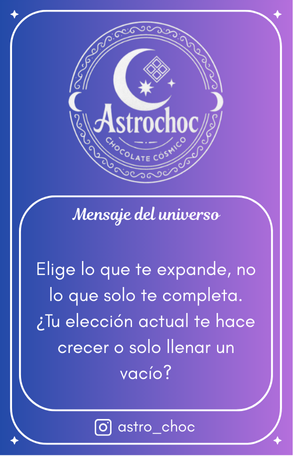 Astrochoc
CHOCOLATE CÓSMICO
Mensaje del universo
Elige lo que te expande, no
lo que solo te completa.
¿Tu elección actual te hace
crecer o solo llenar un
vacío?
astro_choc